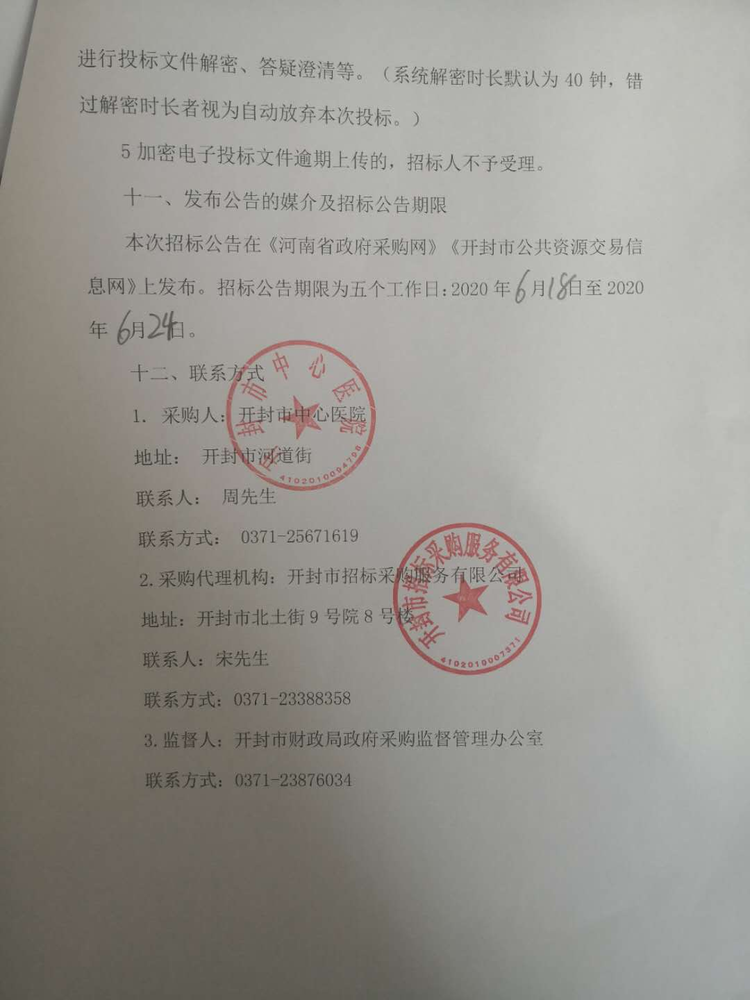 进行投标文件解密、答疑澄清等。（系统解密时长默认为 40 钟，错
过解密时长者视为自动放弃本次投标。）
5 加密电子投标文件逾期上传的，招标人不予受理。
十一、发布公告的媒介及招标公告期限
本次招标公告在《河南省政府采购网》《开封市公共资源交易信
息网》上发布。招标公告期限为五个工作日：2020 年 6 月 18 日至 2020
年 6 月 24 日。
十二、联系方式
1. 采购人：开封市中心医院
地址： 开封市河道街
联系人： 周先生
联系方式： 0371-25671619
2.采购代理机构：开封市招标采购服务有限公司
地址：开封市北土街 9 号院 8 号楼
联系人：宋先生
联系方式：0371-23388358
3.监督人：开封市财政局政府采购监督管理办公室
联系方式：0371-23876034
开封市中心医院
4102010094798
开封市招标采购服务有限公司
4102010007371